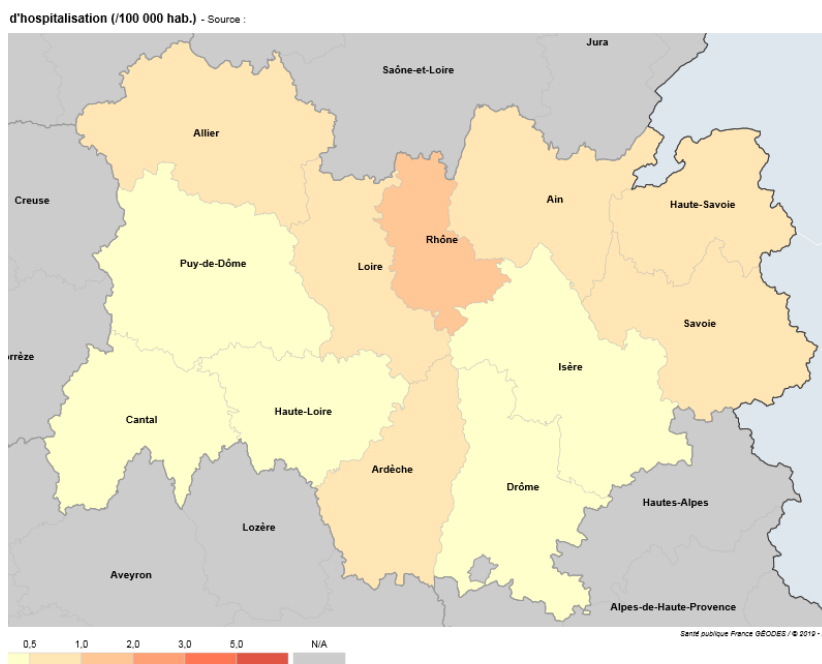 d'hospitalisation (/100 000 hab.) - Source :
Jura
Saône-et-Loire
Allier
Creuse
Ain
Haute-Savoie
Rhône
Puy-de-Dôme
Loire
Savoie
rrèze
Isère
Haute-Loire
Cantal
Ardèche
Drôme
Hautes-Alpes
Lozère
Aveyron
Alpes-de-Haute-Provence
Santé publique France GÉODES / © 2019 -
0,5 1,0 2,0 3,0 5,0 N/A